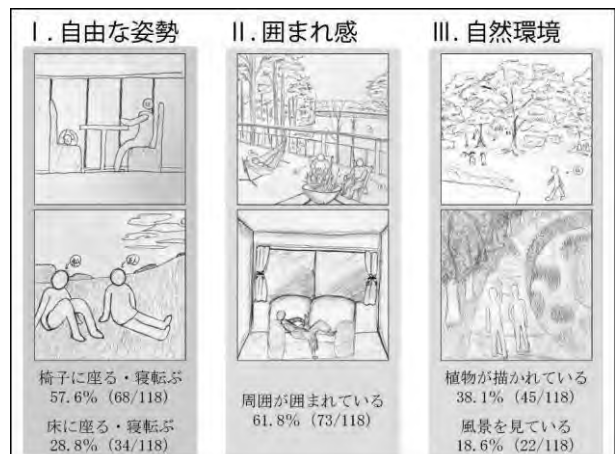 Ⅰ. 自由な姿勢
Ⅱ. 囲まれ感
Ⅲ. 自然環境
椅子に座る・寝転ぶ
57.6% (68/118)
床に座る・寝転ぶ
28.8% (34/118)
周囲が囲まれている
61.8% (73/118)
植物が描かれている
38.1% (45/118)
風景を見ている
18.6% (22/118)